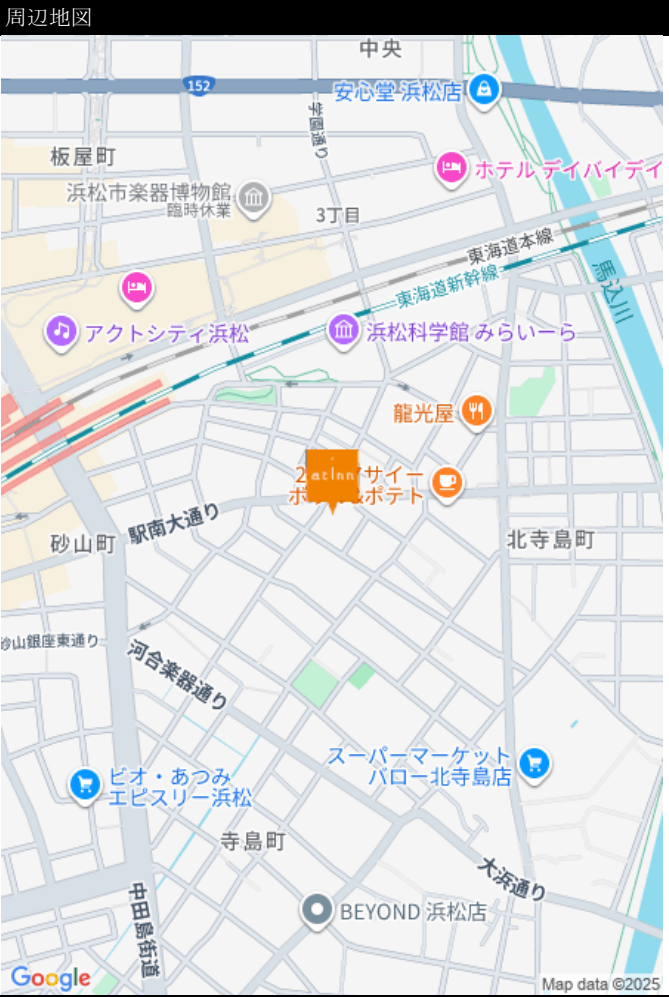 周辺地図
中央
152
安心堂 浜松店
学園通り
板屋町
ホテル デイバイデイ
浜松市楽器博物館
臨時休業
3丁目
東海道本線
東海道新幹線
馬込川
アクトシティ浜松
浜松科学館 みらいーら
龍光屋
at Inn
サイー
&ポテト
駅南大通り
砂山町
北寺島町
砂山銀座東通り
河合楽器通り
スーパーマーケット
バロー北寺島店
ビオ・あつみ
エピスリー浜松
寺島町
大浜通り
中田島街道
BEYOND 浜松店
Google
Map data ©2025